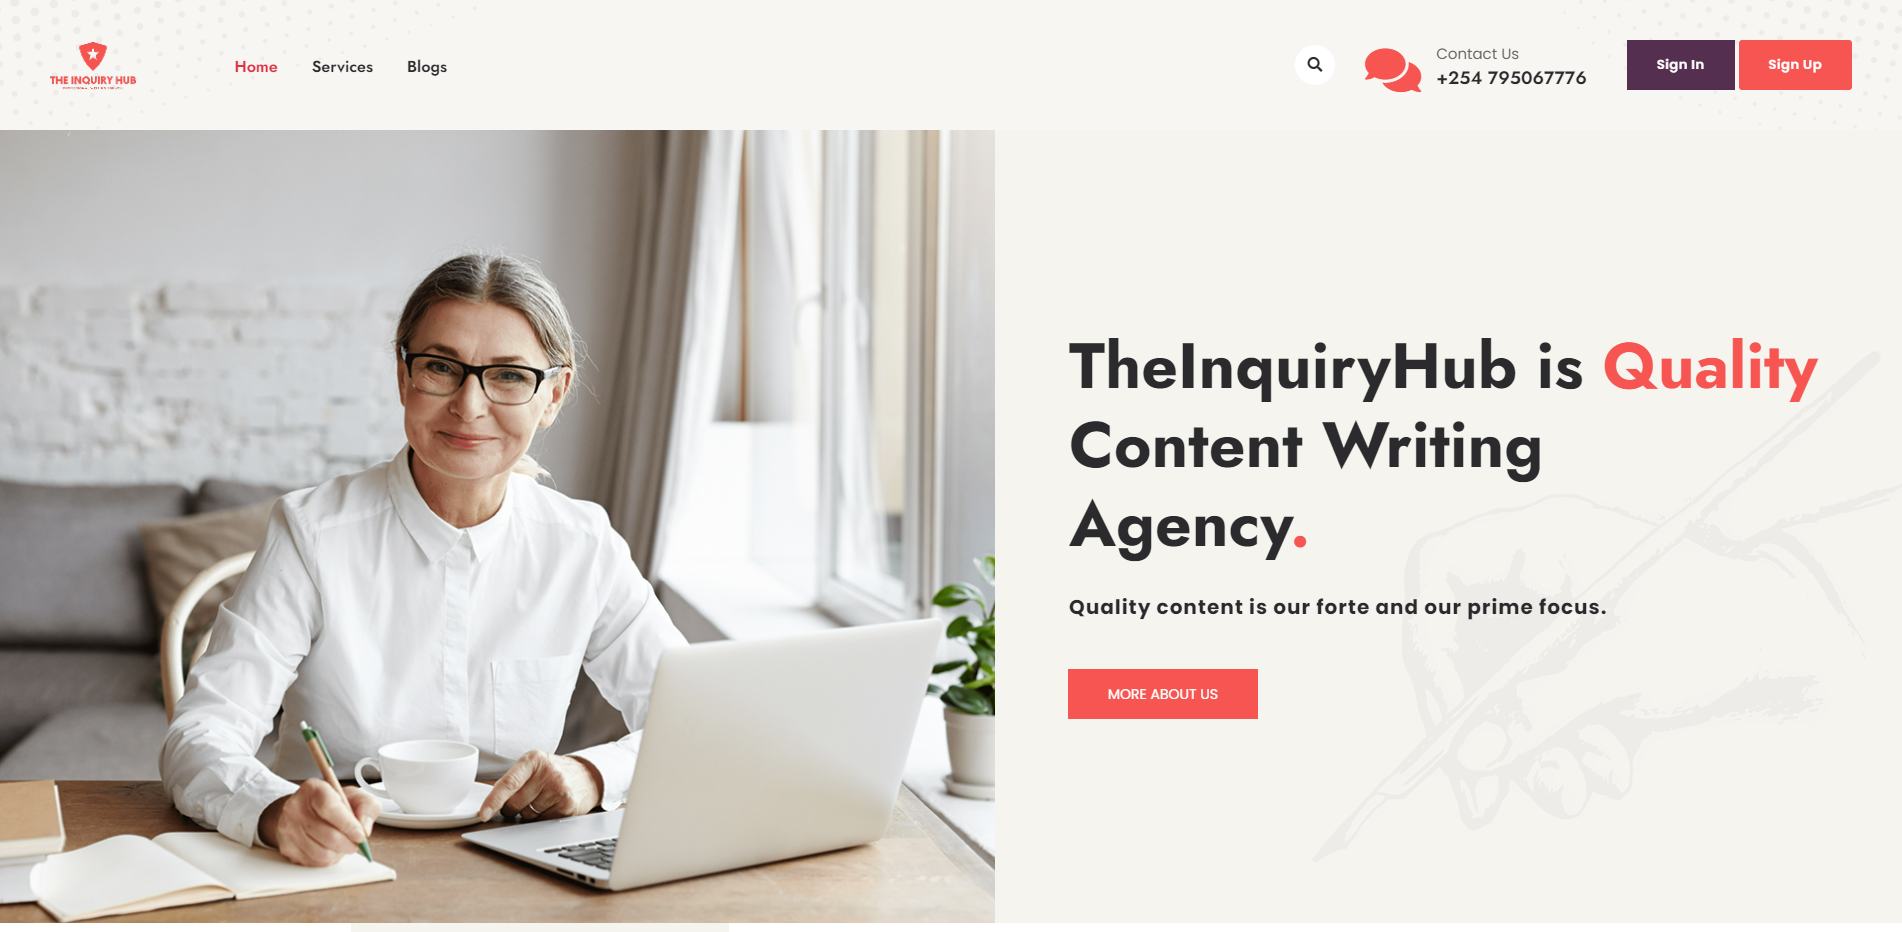 THE INQUIRY HUB
Home
Services
Blogs
Contact Us
+254 795067776
Sign In
Sign Up
TheInquiryHub is Quality
Content Writing
Agency.
Quality content is our forte and our prime focus.
MORE ABOUT US